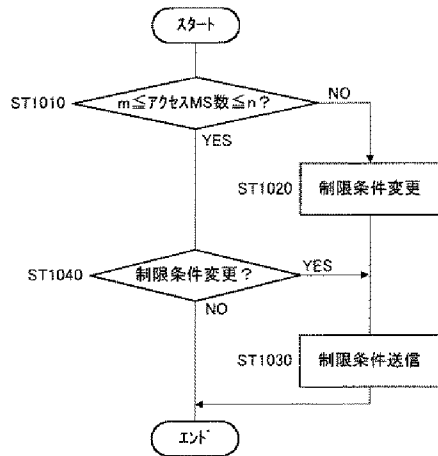 スタート
ST1010
m≦アクセスMS数≦n?
NO
YES
ST1020
制限条件変更
ST1040
制限条件変更?
YES
NO
ST1030
制限条件送信
エンド